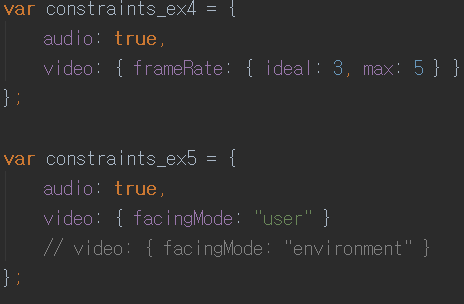 var constraints_ex4 = {
    audio: true,
    video: { frameRate: { ideal: 3, max: 5 } }
};

var constraints_ex5 = {
    audio: true,
    video: { facingMode: "user" }
    // video: { facingMode: "environment" }
};